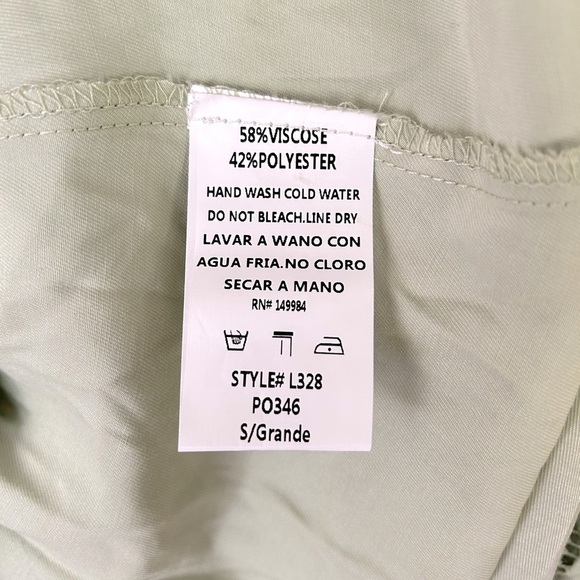 58%VISCOSE
42%POLYESTER
HAND WASH COLD WATER
DO NOT BLEACH.LINE DRY
LAVAR A WANO CON
AGUA FRIA.NO CLORO
SECAR A MANO
RN# 149984
STYLE# L328
PO346
S/Grande